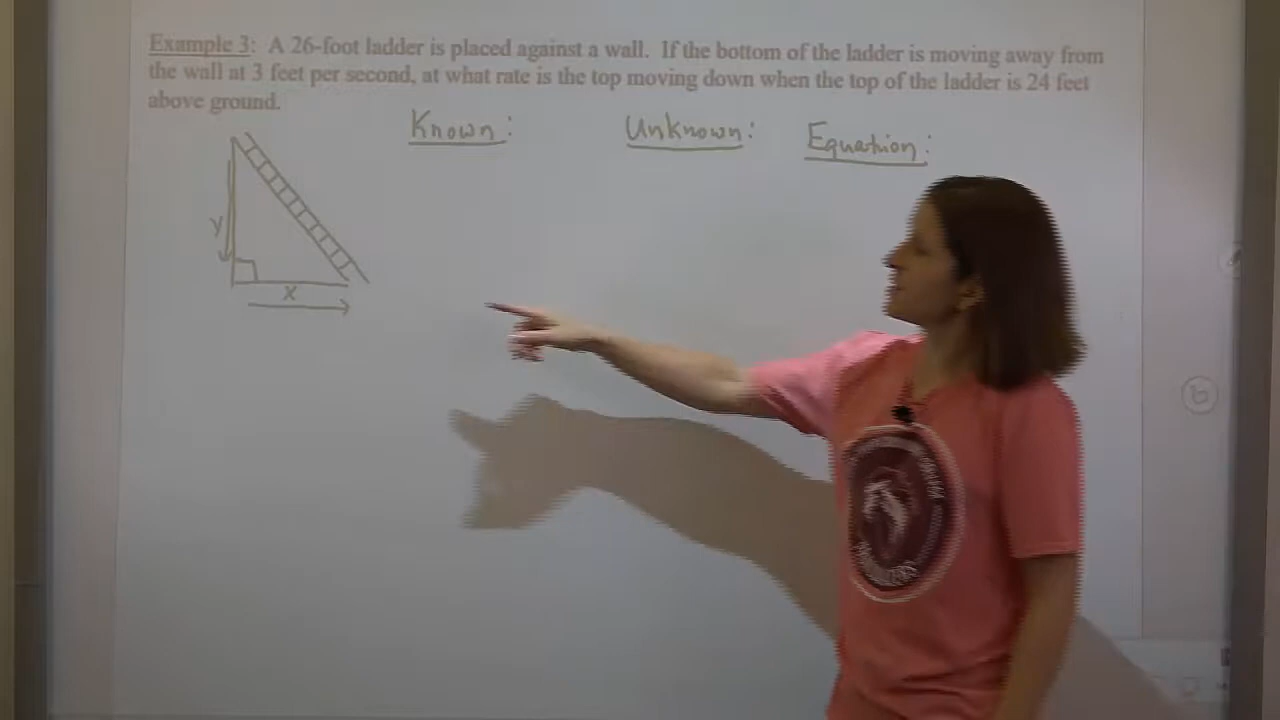 Example 3: A 26-foot ladder is placed against a wall. If the bottom of the ladder is moving away from
the wall at 3 feet per second, at what rate is the top moving down when the top of the ladder is 24 feet
above ground.
Known: Unknown: Equation:
y
x